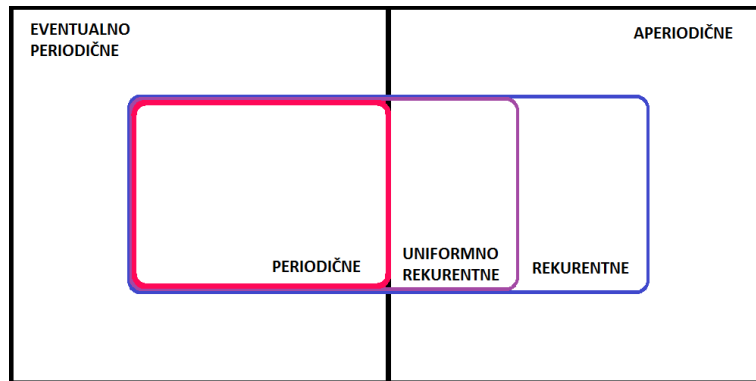 EVENTUALNO
PERIODIČNE
APERIODIČNE
PERIODIČNE
UNIFORMNO
REKURENTNE
REKURENTNE